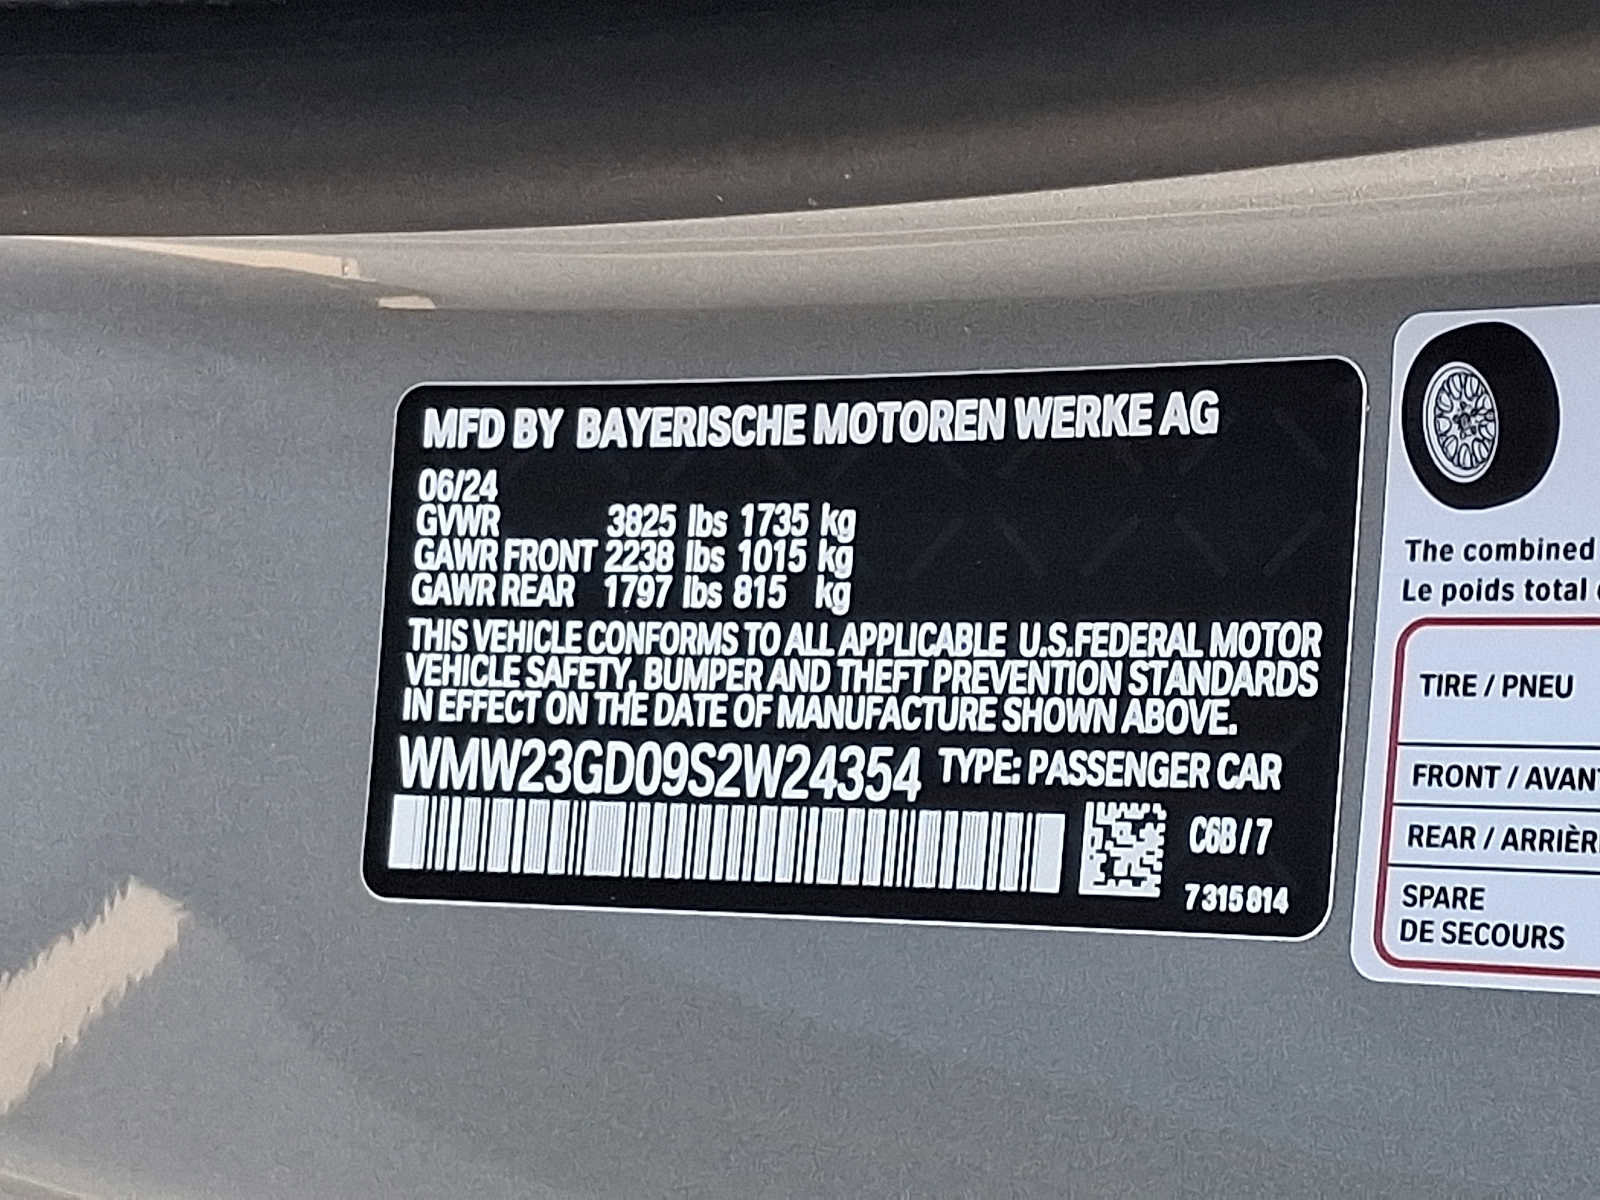 MFD BY BAYERISCHE MOTOREN WERKE AG
06/24
GVWR 3825 lbs 1735 kg
GAWR FRONT 2238 lbs 1015 kg
GAWR REAR 1797 lbs 815 kg
THIS VEHICLE CONFORMS TO ALL APPLICABLE U.S.FEDERAL MOTOR
VEHICLE SAFETY, BUMPER AND THEFT PREVENTION STANDARDS
IN EFFECT ON THE DATE OF MANUFACTURE SHOWN ABOVE.
WMW23GD09S2W24354 TYPE: PASSENGER CAR
C6B/7
7315814
The combined
Le poids total
TIRE / PNEU
FRONT / AVANT
REAR / ARRIÈR
SPARE
DE SECOURS